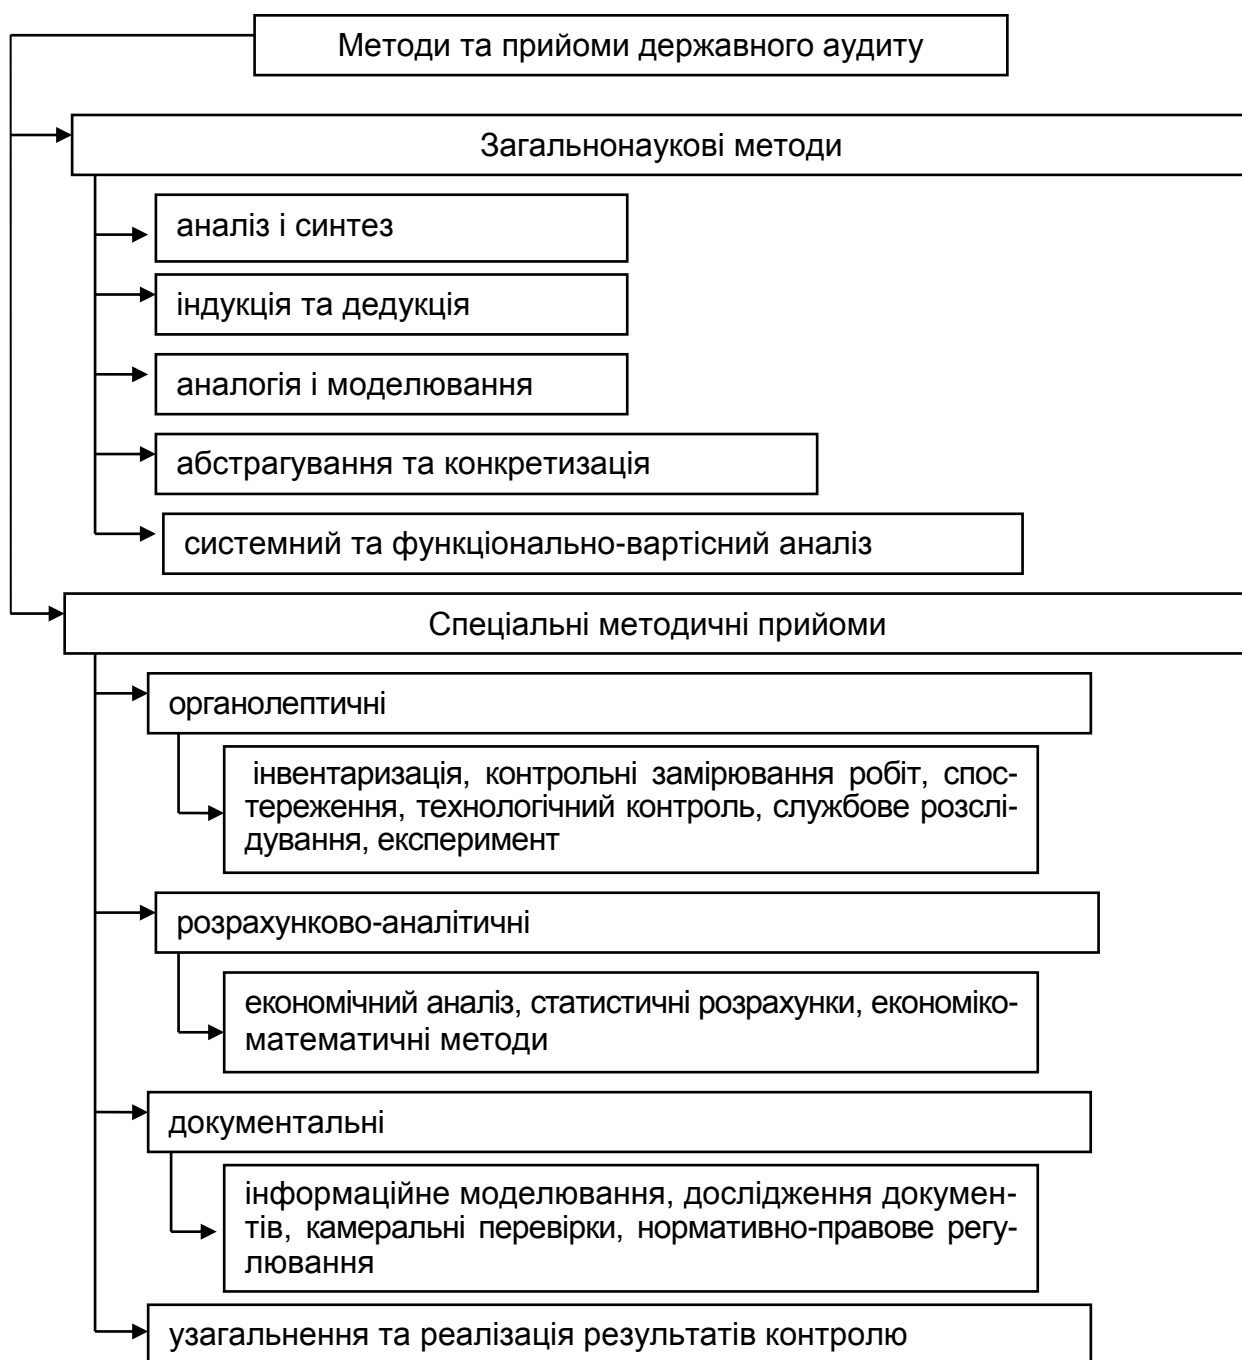 Методи та прийоми державного аудиту
Загальнонаукові методи
аналіз і синтез
індукція та дедукція
аналогія і моделювання
абстрагування та конкретизація
системний та функціонально-вартісний аналіз
Спеціальні методичні прийоми
органолептичні
інвентаризація, контрольні замірювання робіт, спос-
тереження, технологічний контроль, службове розслі-
дування, експеримент
розрахунково-аналітичні
економічний аналіз, статистичні розрахунки, економіко-
математичні методи
документальні
інформаційне моделювання, дослідження докумен-
тів, камеральні перевірки, нормативно-правове регу-
лювання
узагальнення та реалізація результатів контролю